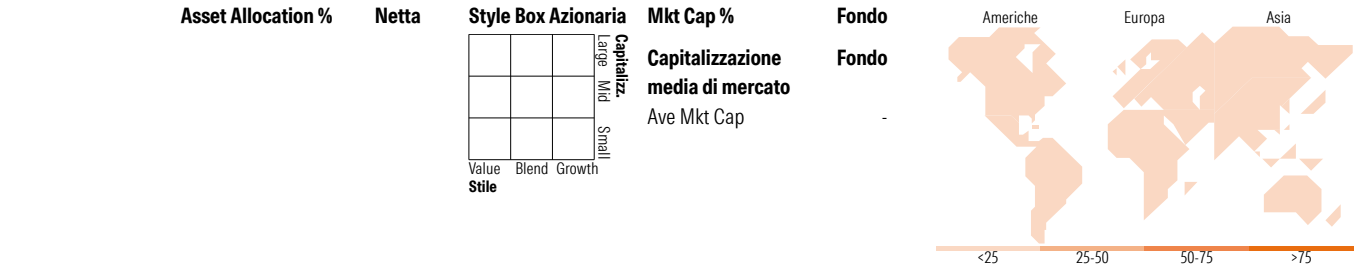 Asset Allocation % Netta
Style Box Azionaria
Large Mid Small
Capitalizz.
Value Blend Growth
Stile
Mkt Cap % Fondo
Capitalizzazione Fondo
media di mercato
Ave Mkt Cap -
Americhe Europa Asia
<25 25-50 50-75 >75